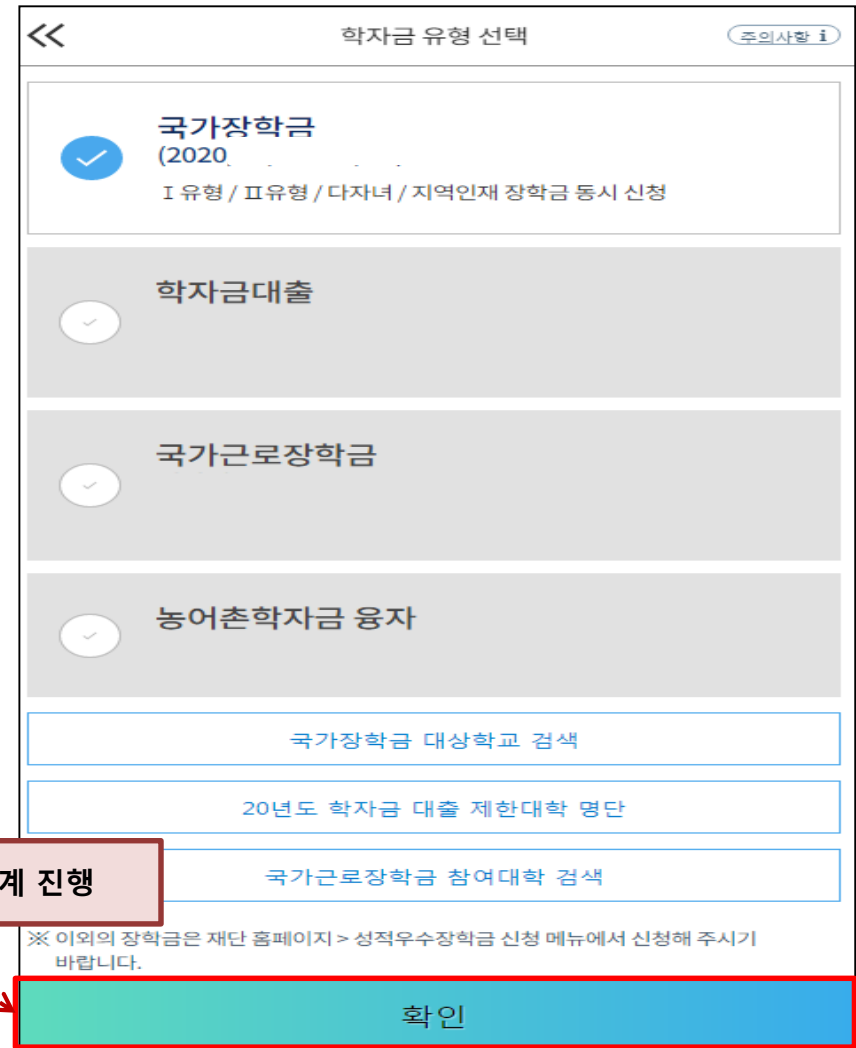 학자금 유형 선택
주의사항 i
국가장학금
(2020
I 유형 / II유형 / 다자녀 / 지역인재 장학금 동시 신청
학자금대출
국가근로장학금
농어촌학자금 융자
국가장학금 대상학교 검색
20년도 학자금 대출 제한대학 명단
계 진행
국가근로장학금 참여대학 검색
※ 이외의 장학금은 재단 홈페이지 > 성적우수장학금 신청 메뉴에서 신청해 주시기
바랍니다.
확인